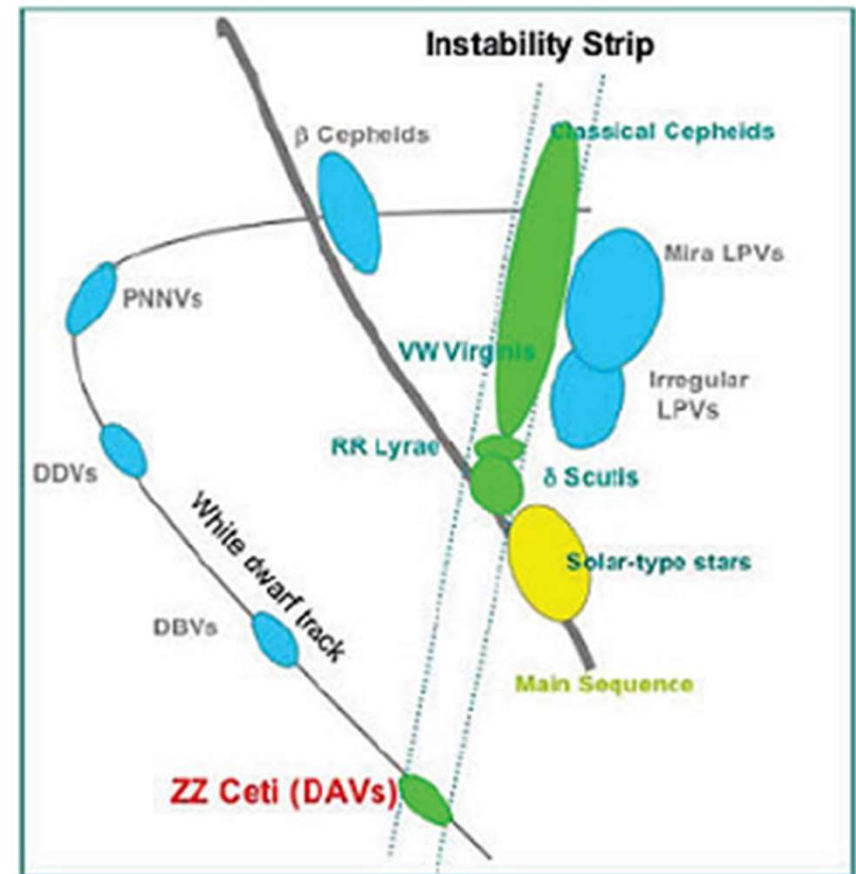 Instability Strip
β Cepheids
Classical Cepheids
Mira LPVs
PNNVs
VW Virginis
Irregular
LPVs
RR Lyrae
DDVs
δ Scutis
White dwarf track
Solar-type stars
DBVs
Main Sequence
ZZ Ceti (DAVs)